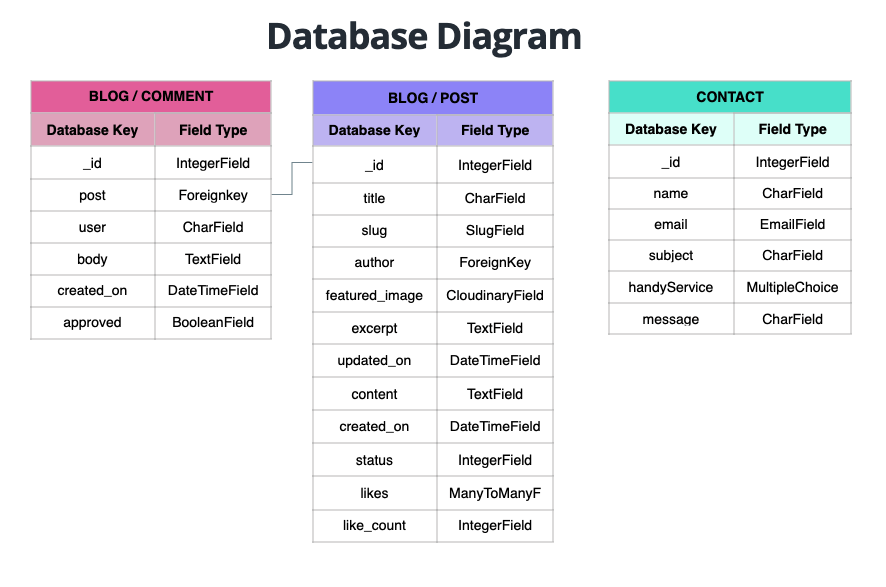 Database Diagram
BLOG / COMMENT
Database Key Field Type
_id IntegerField
post Foreignkey
user CharField
body TextField
created_on DateTimeField
approved BooleanField
BLOG / POST
Database Key Field Type
_id IntegerField
title CharField
slug SlugField
author ForeignKey
featured_image CloudinaryField
excerpt TextField
updated_on DateTimeField
content TextField
created_on DateTimeField
status IntegerField
likes ManyToManyF
like_count IntegerField
CONTACT
Database Key Field Type
_id IntegerField
name CharField
email EmailField
subject CharField
handyService MultipleChoice
message CharField